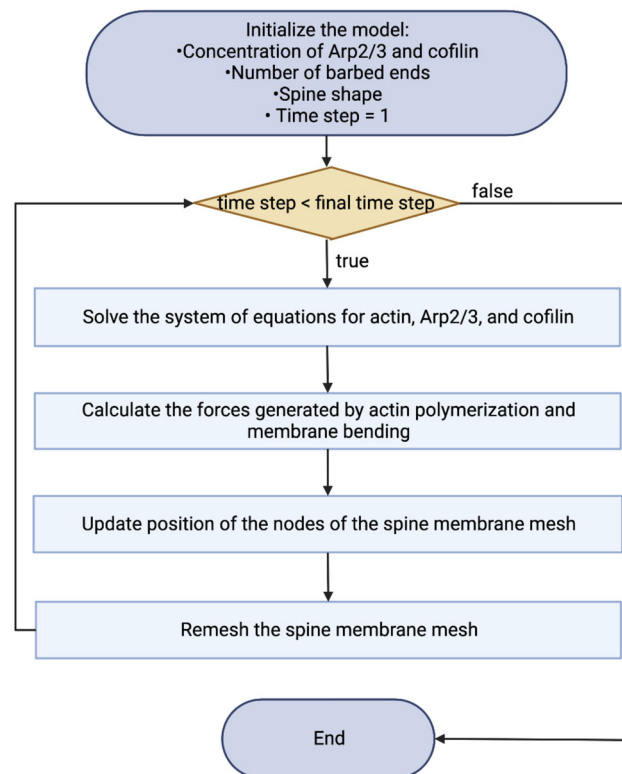 Initialize the model:
•Concentration of Arp2/3 and cofilin
•Number of barbed ends
•Spine shape
• Time step = 1
time step < final time step
false
true
Solve the system of equations for actin, Arp2/3, and cofilin
Calculate the forces generated by actin polymerization and
membrane bending
Update position of the nodes of the spine membrane mesh
Remesh the spine membrane mesh
End